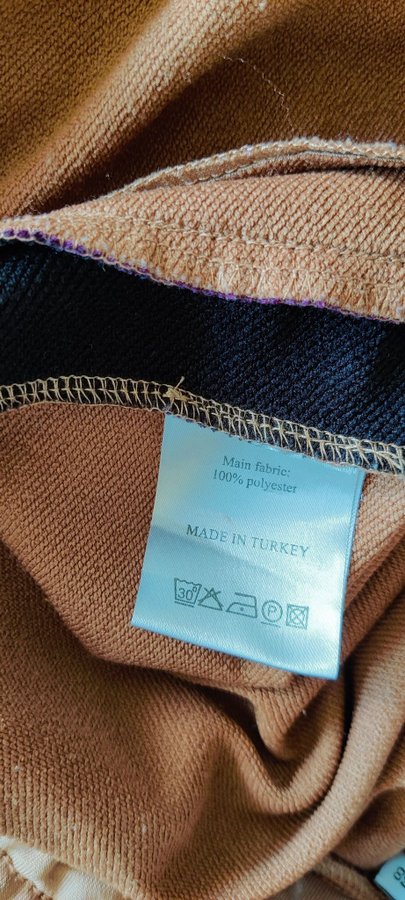 Main fabric:
100% polyester
MADE IN TURKEY
30°
P